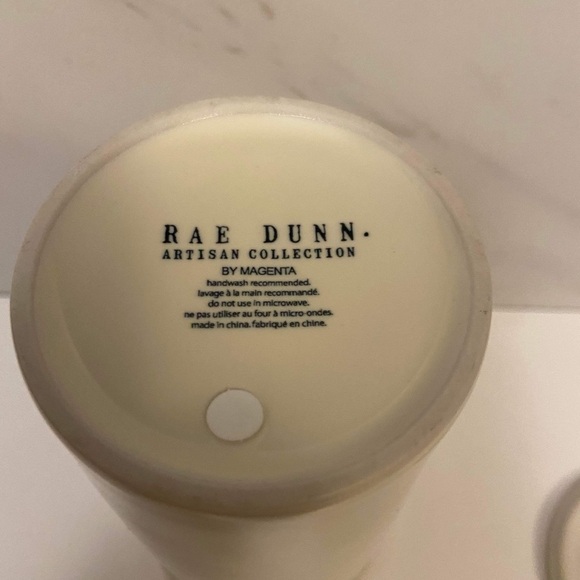 RAE DUNN.
ARTISAN COLLECTION
BY MAGENTA
handwash recommended.
lavage à la main recommandé.
do not use in microwave.
ne pas utiliser au four à micro-ondes.
made in china. fabriqué en chine.